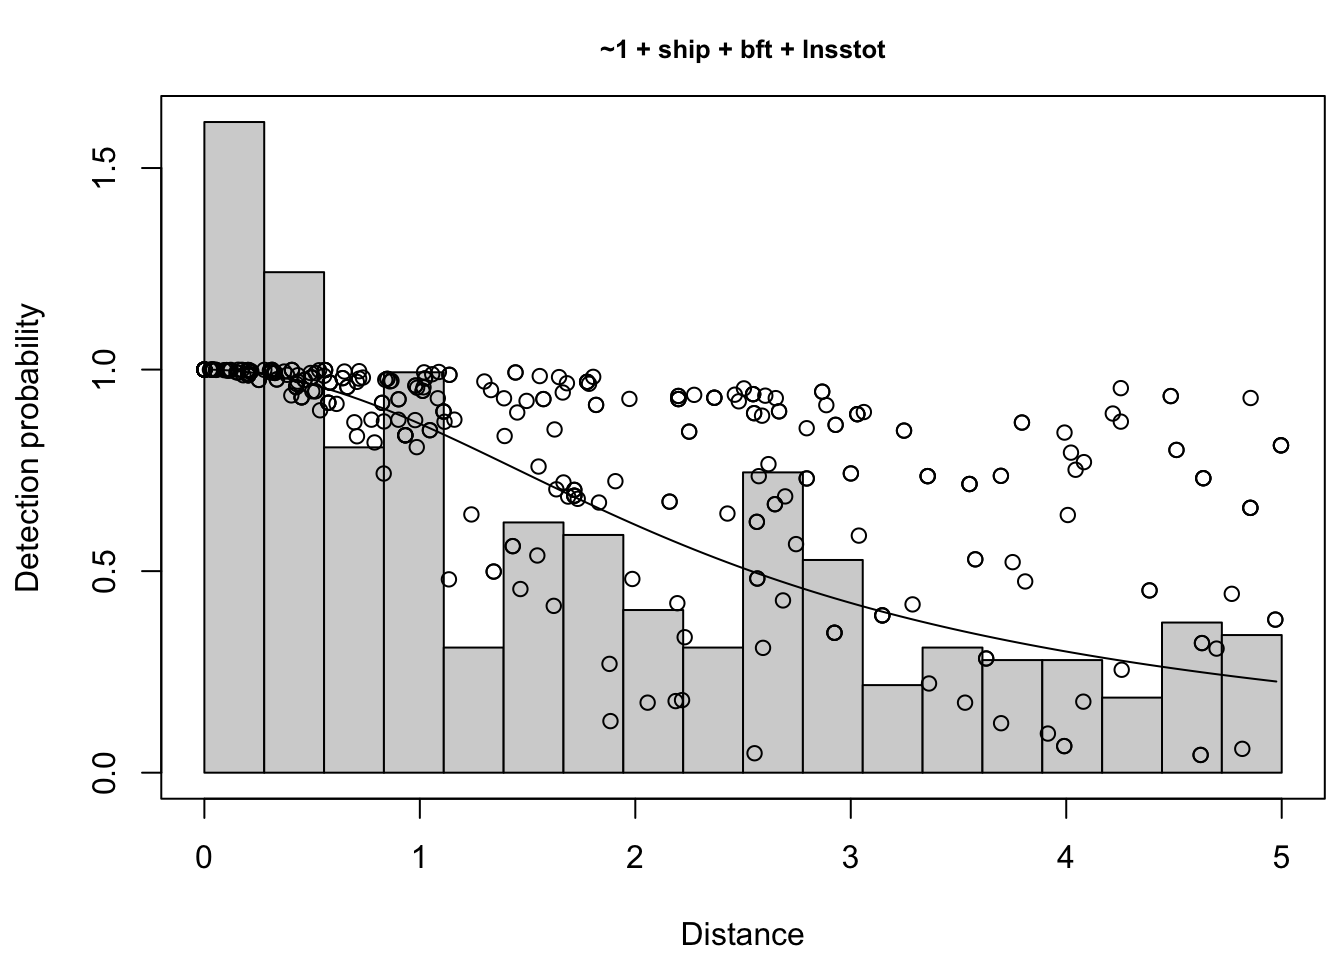 ~1 + ship + bft + lnsstot
Detection probability
1.5
1.0
0.5
0.0
0 1 2 3 4 5
Distance